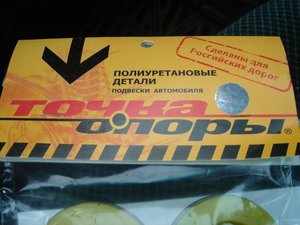 Сделаны для
Российских дорог
ПОЛИУРЕТАНОВЫЕ
ДЕТАЛИ
ПОДВЕСКИ АВТОМОБИЛЯ
точка
опоры®